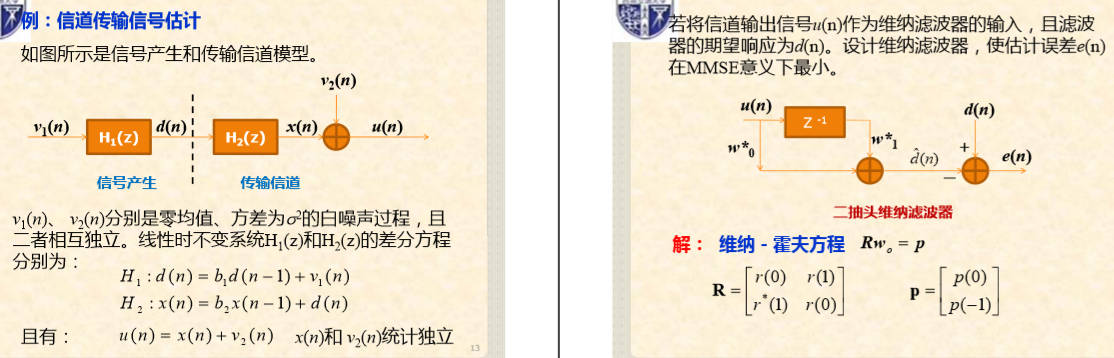 例：信道传输信号估计
如图所示是信号产生和传输信道模型。
v₂(n)
v₁(n)
H₁(z)
d(n)
H₂(z)
x(n)
u(n)
信号产生
传输信道
v₁(n)、 v₂(n)分别是零均值、方差为σ²的白噪声过程，且
二者相互独立。线性时不变系统H₁(z)和H₂(z)的差分方程
分别为：
H₁ : d(n) = b₁d(n−1) + v₁(n)
H₂ : x(n) = b₂x(n−1) + d(n)
且有： u(n) = x(n) + v₂(n) x(n)和 v₂(n)统计独立
13
若将信道输出信号u(n)作为维纳滤波器的输入，且滤波
器的期望响应为d(n)。设计维纳滤波器，使估计误差e(n)
在MMSE意义下最小。
u(n)
Z ⁻¹
d(n)
w*₀
w*₁
d̂(n)
+
−
e(n)
二抽头维纳滤波器
解： 维纳－霍夫方程 Rwₒ = p
R = [r(0) r(1)
r*(1) r(0)]
p = [p(0)
p(−1)]